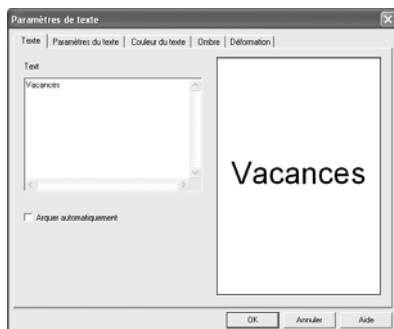 Paramètres de texte
Texte Paramètres du texte Couleur du texte Ombre Déformation
Text
Vacances
Vacances
Arquer automatiquement
OK Annuler Aide